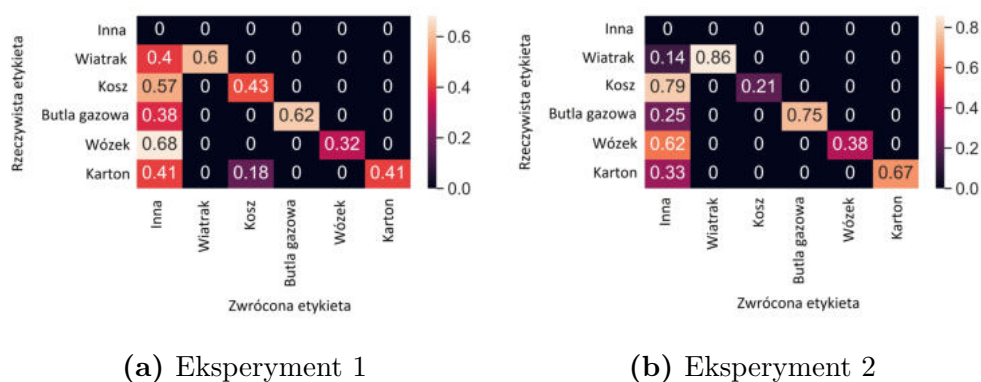 Rzeczywista etykieta
Inna 0 0 0 0 0 0
Wiatrak 0.4 0.6 0 0 0 0
Kosz 0.57 0 0.43 0 0 0
Butla gazowa 0.38 0 0 0.62 0 0
Wózek 0.68 0 0 0 0.32 0
Karton 0.41 0 0.18 0 0 0.41
0.6
0.4
0.2
0.0
Inna Wiatrak Kosz Butla gazowa Wózek Karton
Zwrócona etykieta
(a) Eksperyment 1
Rzeczywista etykieta
Inna 0 0 0 0 0 0
Wiatrak 0.14 0.86 0 0 0 0
Kosz 0.79 0 0.21 0 0 0
Butla gazowa 0.25 0 0 0.75 0 0
Wózek 0.62 0 0 0 0.38 0
Karton 0.33 0 0 0 0 0.67
0.8
0.6
0.4
0.2
0.0
Inna Wiatrak Kosz Butla gazowa Wózek Karton
Zwrócona etykieta
(b) Eksperyment 2